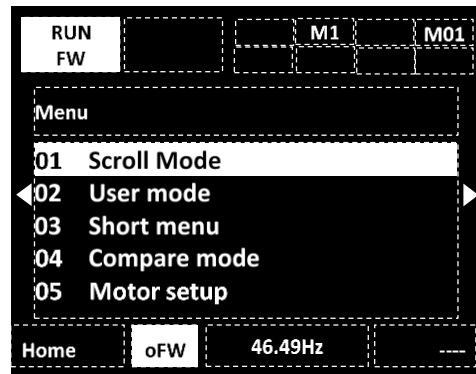 RUN M1 M01
FW
Menu
01 Scroll Mode
02 User mode
03 Short menu
04 Compare mode
05 Motor setup
Home oFW 46.49Hz ----